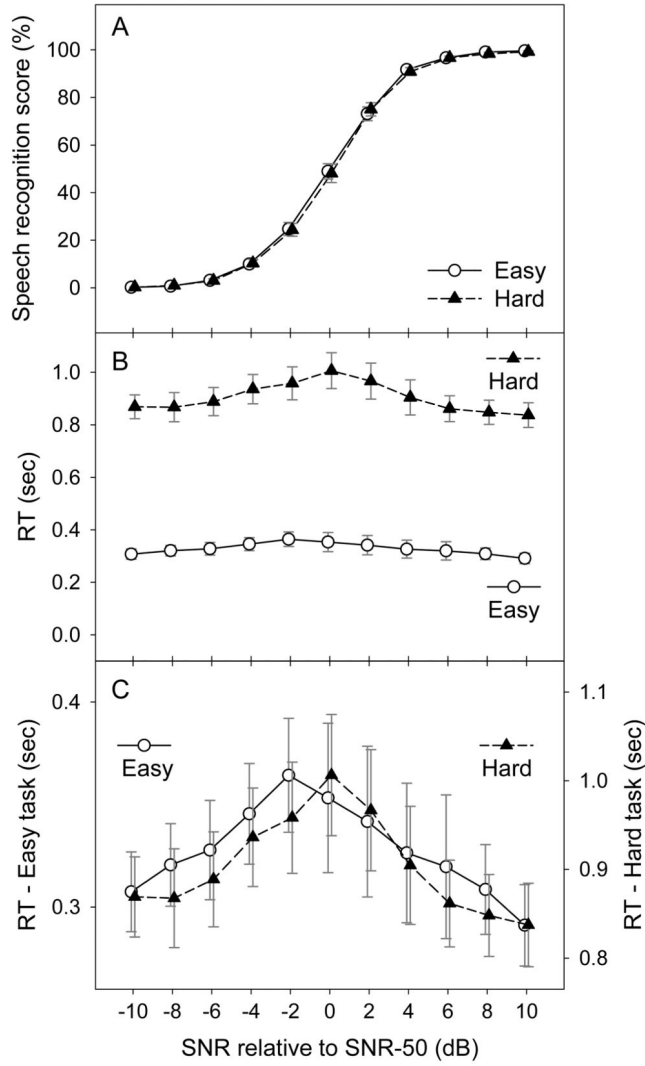 A
Speech recognition score (%)
100
80
60
40
20
0
Easy
Hard
B
RT (sec)
1.0
0.8
0.6
0.4
0.2
0.0
Hard
Easy
C
RT - Easy task (sec)
0.4
0.3
Easy
Hard
RT - Hard task (sec)
1.1
1.0
0.9
0.8
-10 -8 -6 -4 -2 0 2 4 6 8 10
SNR relative to SNR-50 (dB)